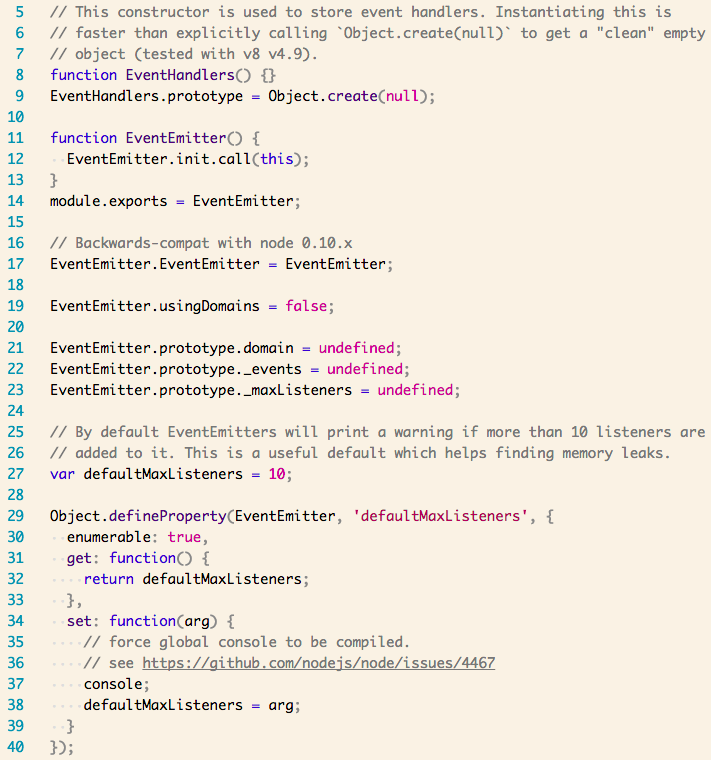 5 // This constructor is used to store event handlers. Instantiating this is
6 // faster than explicitly calling `Object.create(null)` to get a "clean" empty
7 // object (tested with v8 v4.9).
8 function EventHandlers() {}
9 EventHandlers.prototype = Object.create(null);
10
11 function EventEmitter() {
12   EventEmitter.init.call(this);
13 }
14 module.exports = EventEmitter;
15
16 // Backwards-compat with node 0.10.x
17 EventEmitter.EventEmitter = EventEmitter;
18
19 EventEmitter.usingDomains = false;
20
21 EventEmitter.prototype.domain = undefined;
22 EventEmitter.prototype._events = undefined;
23 EventEmitter.prototype._maxListeners = undefined;
24
25 // By default EventEmitters will print a warning if more than 10 listeners are
26 // added to it. This is a useful default which helps finding memory leaks.
27 var defaultMaxListeners = 10;
28
29 Object.defineProperty(EventEmitter, 'defaultMaxListeners', {
30   enumerable: true,
31   get: function() {
32     return defaultMaxListeners;
33   },
34   set: function(arg) {
35     // force global console to be compiled.
36     // see https://github.com/nodejs/node/issues/4467
37     console;
38     defaultMaxListeners = arg;
39   }
40 });